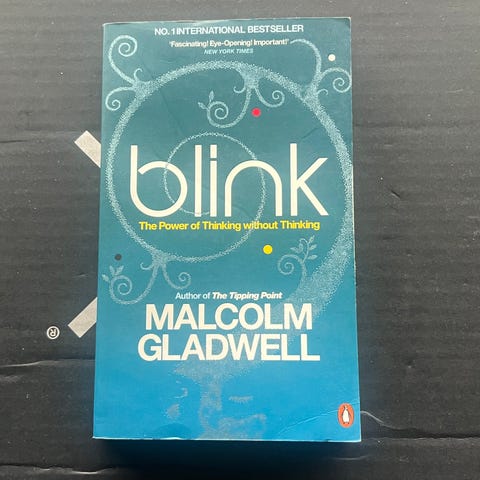 NO. 1 INTERNATIONAL BESTSELLER
'Fascinating! Eye-Opening! Important!'
NEW YORK TIMES
blink
The Power of Thinking without Thinking
Author of The Tipping Point
MALCOLM
GLADWELL
®